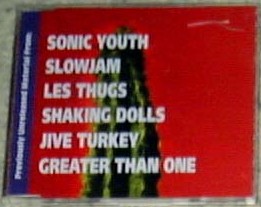 Previously Unreleased Material From:
SONIC YOUTH
SLOWJAM
LES THUGS
SHAKING DOLLS
JIVE TURKEY
GREATER THAN ONE